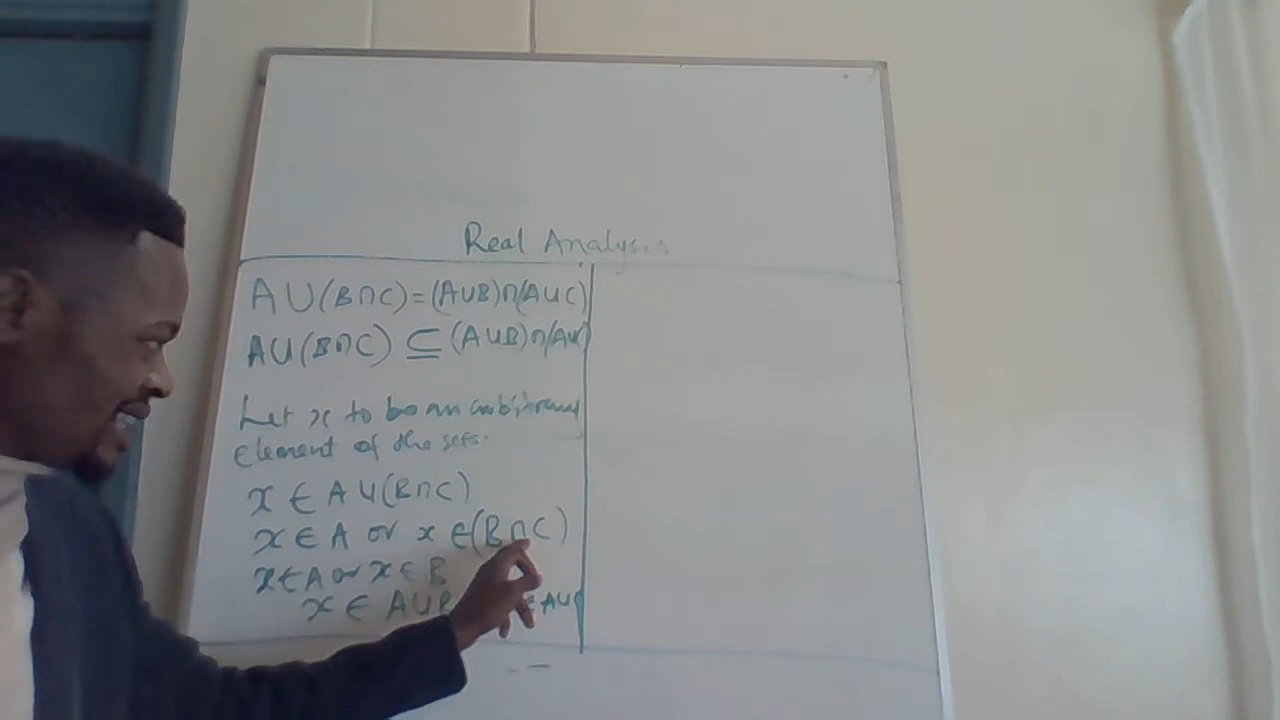 Real Analysis
A ∪ (B∩C) = (A∪B)∩(A∪C)
A∪(B∩C) ⊆ (A∪B)∩(A∪C)
Let x to be an arbitrary
element of the sets.
x ∈ A ∪(B∩C)
x ∈ A or x ∈(B∩C)
x∈A or x ∈ B
x ∈ A∪B ∈ A∪C